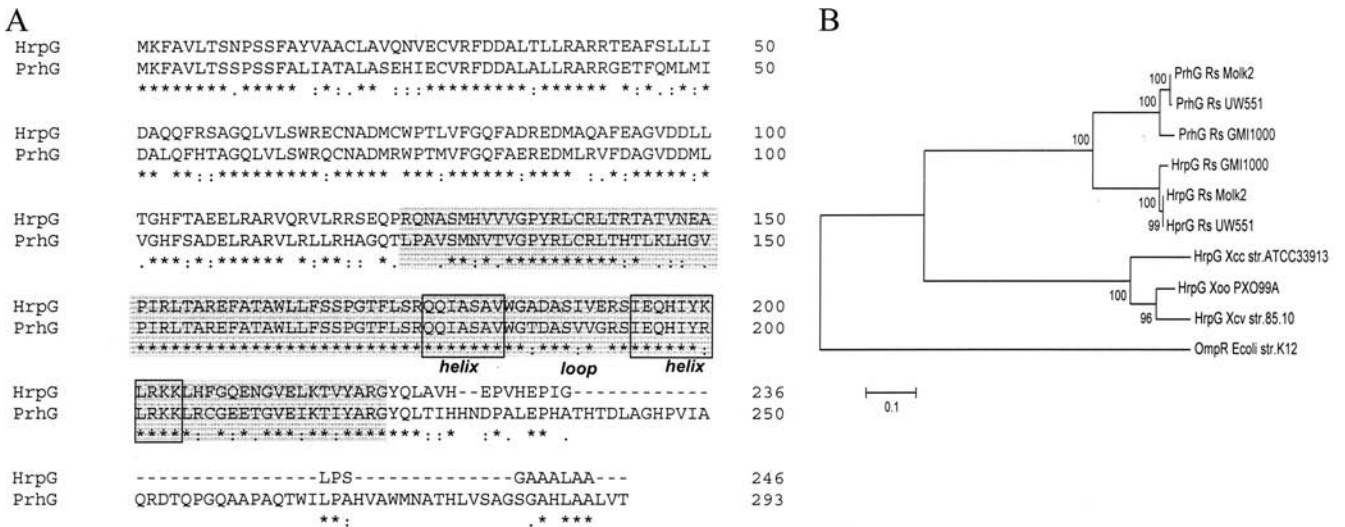 A
HrpG MKFAVLTSNPSSFAYVAACLAVQNVECVRFDDALTLLRARRTEAFSLLLI 50
PrhG MKFAVLTSSPSSFALIATALASEHIECVRFDDALALLRARRGETFQMLMI 50
********.***** :*:.** :::*********:****** *:*.:*:*
HrpG DAQQFRSAGQLVLSWRECNADMCWPTLVFGQFADREDMAQAFEAGVDDLL 100
PrhG DALQFHTAGQLVLSWRQCNADMRWPTMVFGQFAEREDMLRVFDAGVDDML 100
** **::*********:***** ***:******:**** :.*:*****:*
HrpG TGHFTAEELRARVQRVLRRSEQPRQNASMHVVVGPYRLCRLTRTATVNEA 150
PrhG VGHFSADELRARVLRLLRHAGQTLPAVSMNVTVGPYRLCRLTHTLKLHGV 150
.***:*:****** *:**:: *. .**:*.**********:* .:: .
HrpG PIRLTAREFATAWLLFSSPGTFLSRQQIASAVWGADASIVERSIEQHIYK 200
PrhG PIRLTAREFATAWLLFSSPGTFLSRQQIASAVWGTDASVVGRSIEQHIYR 200
**********************************:***:* ********:
helix loop helix
HrpG LRKKLHFGQENGVELKTVYARGYQLAVH--EPVHEPIG------------ 236
PrhG LRKKLRCGEETGVEIKTIYARGYQLTIHHNDPALEPHATHTDLAGHPVIA 250
*****: *:*.***:**:*******::* :*. ** .
HrpG -------------------LPS---------------GAAALAA--- 246
PrhG QRDTQPGQAAPAQTWILPAHVAWMNATHLVSAGSGAHLAALVT 293
**: .* ***
B
PrhG Rs Molk2
100
PrhG Rs UW551
100
PrhG Rs GMI1000
100
HrpG Rs GMI1000
HrpG Rs Molk2
100
99 HprG Rs UW551
HrpG Xcc str.ATCC33913
100
HrpG Xoo PXO99A
96
HrpG Xcv str.85.10
OmpR Ecoli str.K12
0.1